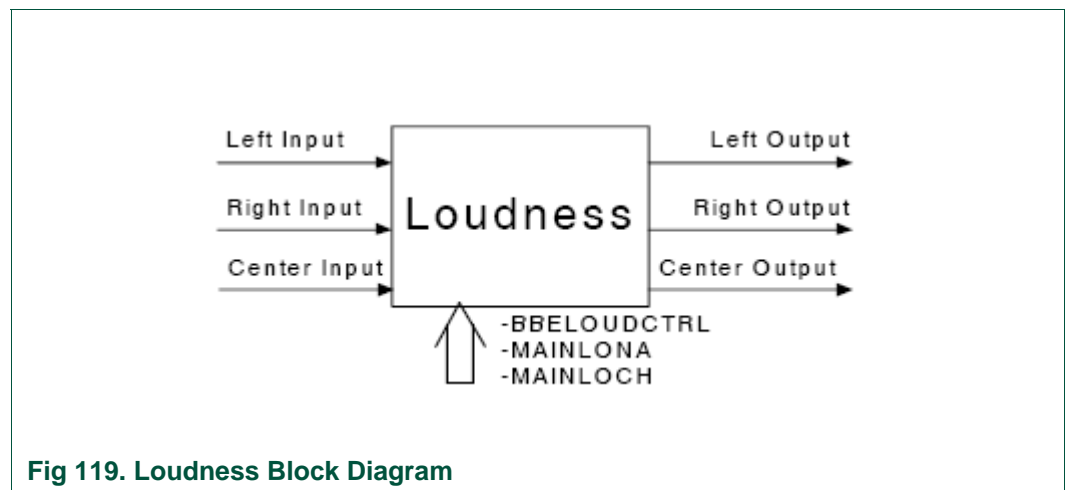 Left Input
Left Output
Loudness
Right Input
Right Output
Center Input
Center Output
-BBELOUDCTRL
-MAINLONA
-MAINLOCH
Fig 119. Loudness Block Diagram